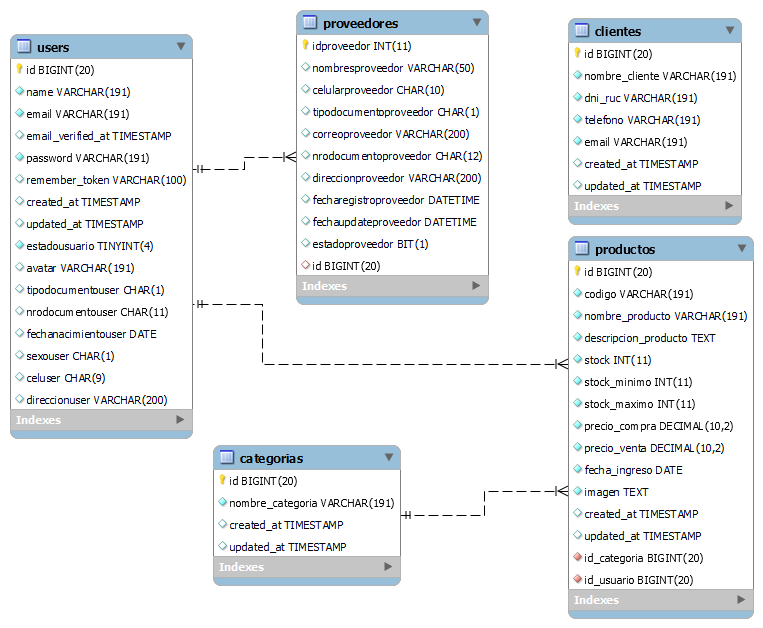 users
id BIGINT(20)
name VARCHAR(191)
email VARCHAR(191)
email_verified_at TIMESTAMP
password VARCHAR(191)
remember_token VARCHAR(100)
created_at TIMESTAMP
updated_at TIMESTAMP
estadousuario TINYINT(4)
avatar VARCHAR(191)
tipodocumentouser CHAR(1)
nrodocumentouser CHAR(11)
fechanacimientouser DATE
sexouser CHAR(1)
celuser CHAR(9)
direccionuser VARCHAR(200)
Indexes
proveedores
idproveedor INT(11)
nombresproveedor VARCHAR(50)
celularproveedor CHAR(10)
tipodocumentoproveedor CHAR(1)
correoproveedor VARCHAR(200)
nrodocumentoproveedor CHAR(12)
direccionproveedor VARCHAR(200)
fecharegistroproveedor DATETIME
fechaupdateproveedor DATETIME
estadoproveedor BIT(1)
id BIGINT(20)
Indexes
clientes
id BIGINT(20)
nombre_cliente VARCHAR(191)
dni_ruc VARCHAR(191)
telefono VARCHAR(191)
email VARCHAR(191)
created_at TIMESTAMP
updated_at TIMESTAMP
Indexes
productos
id BIGINT(20)
codigo VARCHAR(191)
nombre_producto VARCHAR(191)
descripcion_producto TEXT
stock INT(11)
stock_minimo INT(11)
stock_maximo INT(11)
precio_compra DECIMAL(10,2)
precio_venta DECIMAL(10,2)
fecha_ingreso DATE
imagen TEXT
created_at TIMESTAMP
updated_at TIMESTAMP
id_categoria BIGINT(20)
id_usuario BIGINT(20)
Indexes
categorias
id BIGINT(20)
nombre_categoria VARCHAR(191)
created_at TIMESTAMP
updated_at TIMESTAMP
Indexes